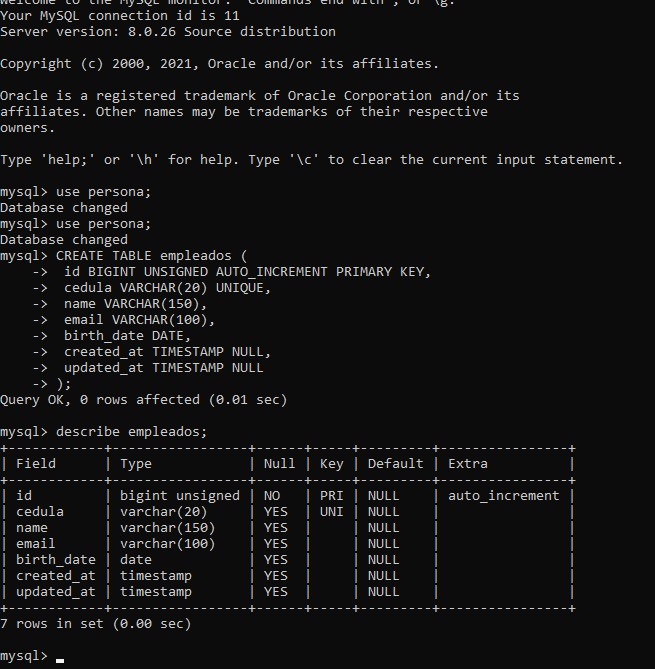 Welcome to the MySQL monitor.  Commands end with ; or \g.
Your MySQL connection id is 11
Server version: 8.0.26 Source distribution

Copyright (c) 2000, 2021, Oracle and/or its affiliates.

Oracle is a registered trademark of Oracle Corporation and/or its
affiliates. Other names may be trademarks of their respective
owners.

Type 'help;' or '\h' for help. Type '\c' to clear the current input statement.

mysql> use persona;
Database changed
mysql> use persona;
Database changed
mysql> CREATE TABLE empleados (
    ->  id BIGINT UNSIGNED AUTO_INCREMENT PRIMARY KEY,
    ->  cedula VARCHAR(20) UNIQUE,
    ->  name VARCHAR(150),
    ->  email VARCHAR(100),
    ->  birth_date DATE,
    ->  created_at TIMESTAMP NULL,
    ->  updated_at TIMESTAMP NULL
    -> );
Query OK, 0 rows affected (0.01 sec)

mysql> describe empleados;
+------------+-----------------+------+-----+---------+----------------+
| Field      | Type            | Null | Key | Default | Extra          |
+------------+-----------------+------+-----+---------+----------------+
| id         | bigint unsigned | NO   | PRI | NULL    | auto_increment |
| cedula     | varchar(20)     | YES  | UNI | NULL    |                |
| name       | varchar(150)    | YES  |     | NULL    |                |
| email      | varchar(100)    | YES  |     | NULL    |                |
| birth_date | date            | YES  |     | NULL    |                |
| created_at | timestamp       | YES  |     | NULL    |                |
| updated_at | timestamp       | YES  |     | NULL    |                |
+------------+-----------------+------+-----+---------+----------------+
7 rows in set (0.00 sec)

mysql> _